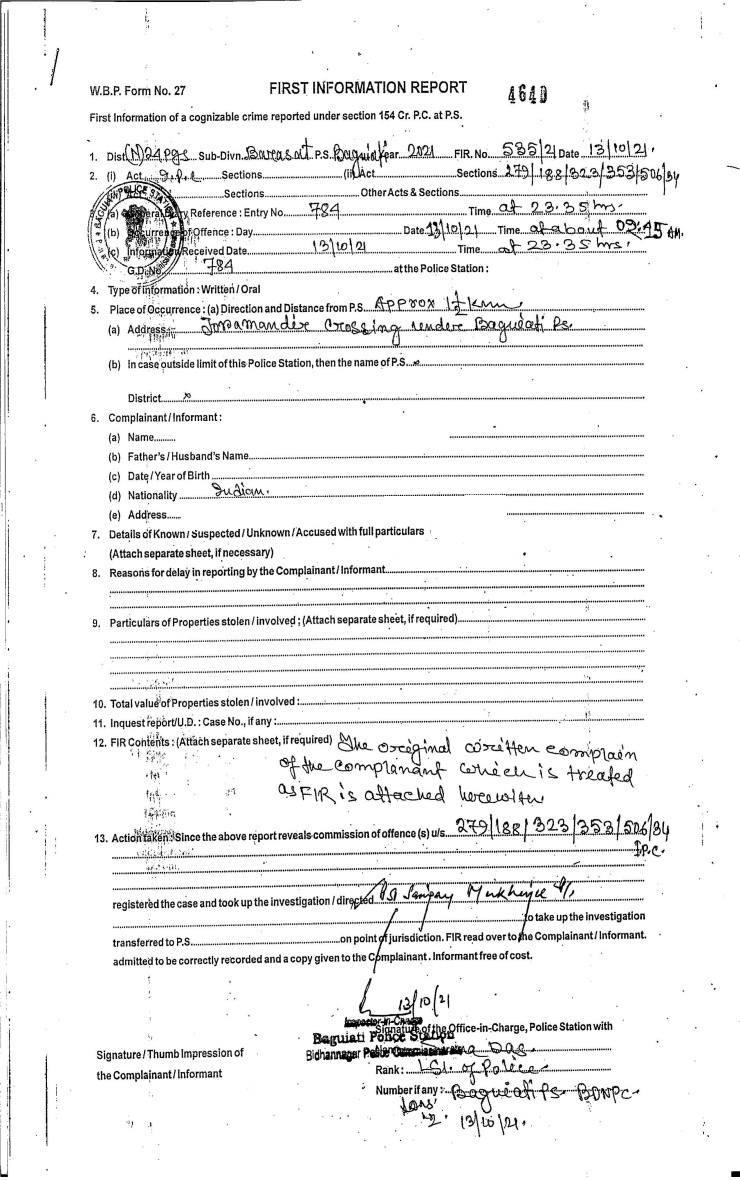 W.B.P. Form No. 27
FIRST INFORMATION REPORT
4640
First Information of a cognizable crime reported under section 154 Cr. P.C. at P.S.
1. Dist (N) 24 Pgs Sub-Divn. Barasat P.S. Baguiati Year 2021 FIR. No. 535/21 Date 13/10/21.
2. (i) Act I.P.C Sections (ii) Act Sections 279/188/323/353/506/34
Sections Other Acts & Sections
(a) General Diary Reference : Entry No. 784 Time at 23.35 hrs.
(b) Occurrence of Offence : Day Date 13/10/21 Time at about 09:45 AM.
(c) Information Received Date 13/10/21 Time at 23.35 hrs.
G.D. No. 784 at the Police Station :
4. Type of Information : Written / Oral
5. Place of Occurrence : (a) Direction and Distance from P.S. Approx 1½ Km
(a) Address Crossing under Baguiati Ps.
(b) In case outside limit of this Police Station, then the name of P.S. x
District x
6. Complainant / Informant :
(a) Name
(b) Father's / Husband's Name
(c) Date / Year of Birth
(d) Nationality Indian.
(e) Address
7. Details of Known / Suspected / Unknown / Accused with full particulars
(Attach separate sheet, if necessary)
8. Reasons for delay in reporting by the Complainant / Informant
9. Particulars of Properties stolen / involved ; (Attach separate sheet, if required)
10. Total value of Properties stolen / involved :
11. Inquest report/U.D. : Case No., if any :
12. FIR Contents : (Attach separate sheet, if required) The original written complain
of the complenant which is treated
as FIR is attached herewith
13. Action taken : Since the above report reveals commission of offence (s) u/s 279/188/323/353/506/34
I.P.C.
registered the case and took up the investigation / directed Sanjay Mukherjee
to take up the investigation
transferred to P.S. on point of jurisdiction. FIR read over to the Complainant / Informant.
admitted to be correctly recorded and a copy given to the Complainant. Informant free of cost.
13/10/21
Inspector-in-Charge
Signature of the Office-in-Charge, Police Station with
Baguiati Police Station
Bidhannagar Police Commissionerate
Das
Signature / Thumb Impression of
the Complainant / Informant
Rank : of Police
Number if any : Baguiati Ps. BDNPC.
13/10/21.